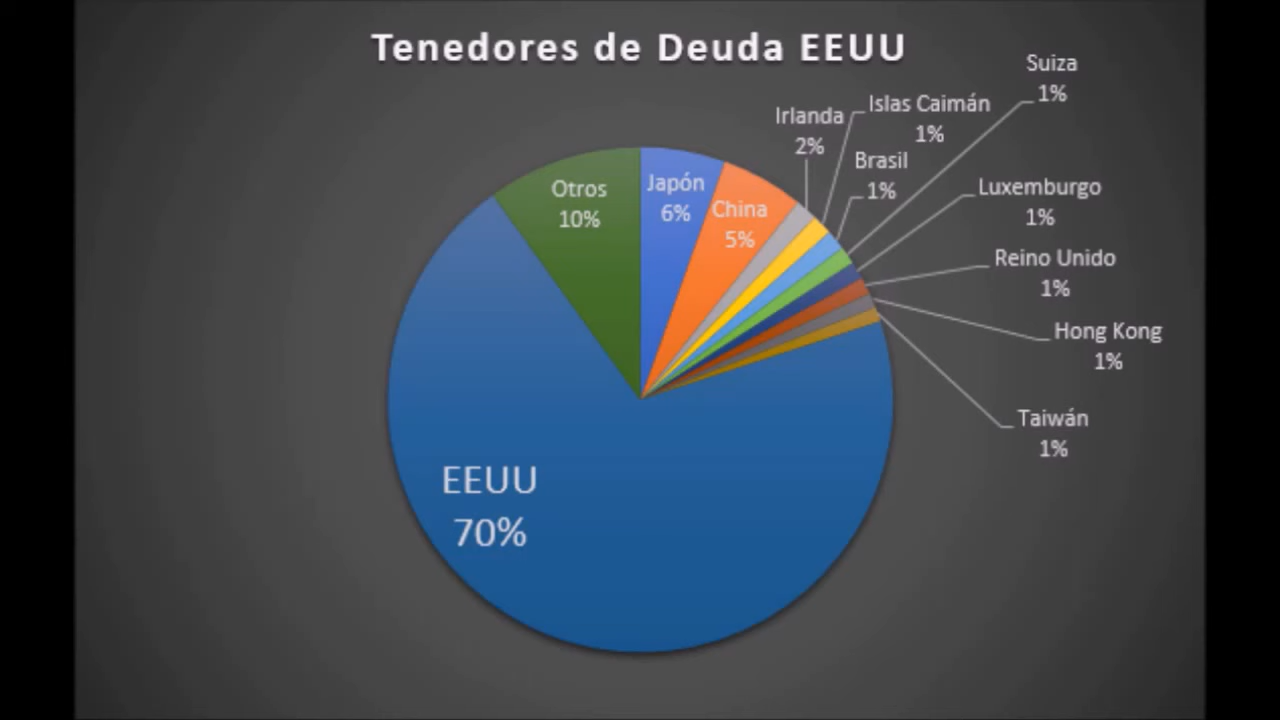 Tenedores de Deuda EEUU
Suiza
1%
Islas Caimán
1%
Irlanda
2%
Brasil
1%
Otros
10%
Japón
6%
China
5%
Luxemburgo
1%
Reino Unido
1%
Hong Kong
1%
Taiwán
1%
EEUU
70%